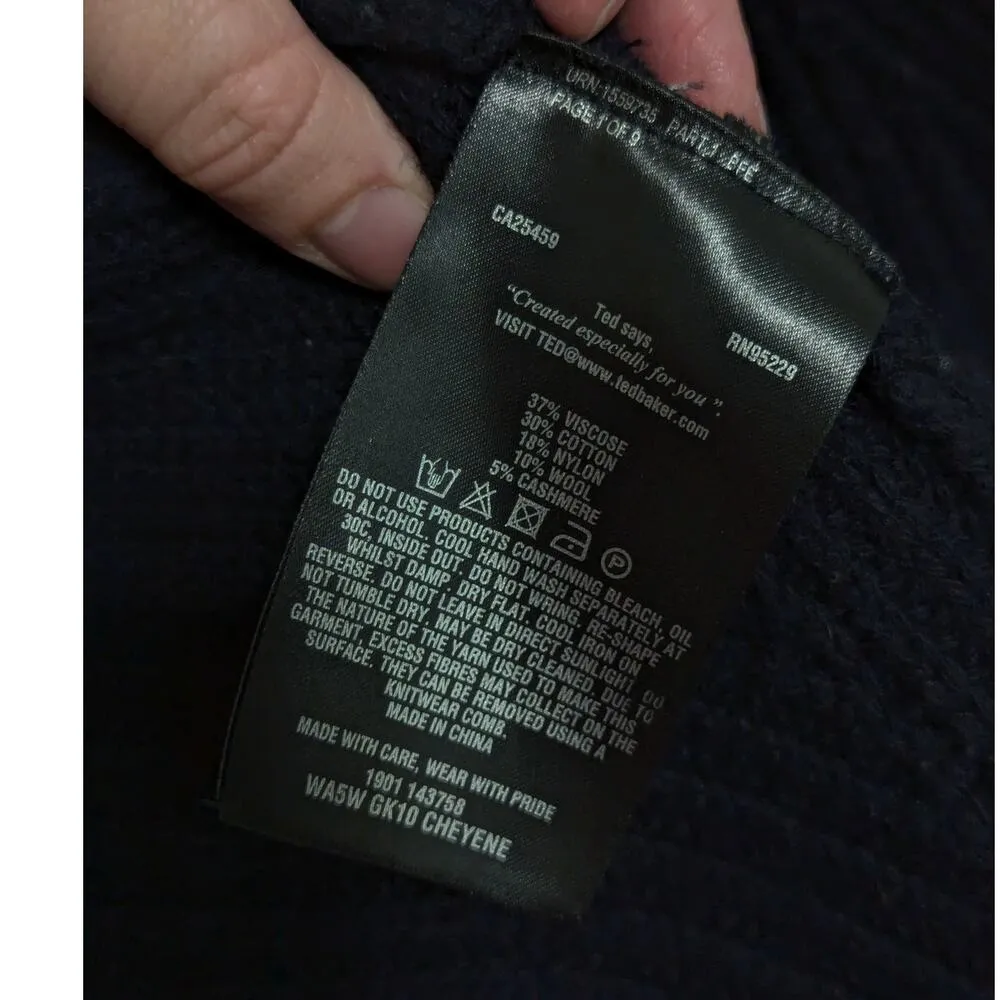 URN:1559735 PART:1 BFE
PAGE 1 OF 9
CA25459
RN95229
Ted says,
"Created especially for you".
VISIT TED@www.tedbaker.com
37% VISCOSE
30% COTTON
18% NYLON
10% WOOL
5% CASHMERE
P
DO NOT USE PRODUCTS CONTAINING BLEACH, OIL
OR ALCOHOL. COOL HAND WASH SEPARATELY AT
30C, INSIDE OUT. DO NOT WRING, RE-SHAPE
WHILST DAMP. DRY FLAT. COOL IRON ON
REVERSE. DO NOT LEAVE IN DIRECT SUNLIGHT. DO
NOT TUMBLE DRY. MAY BE DRY CLEANED. DUE TO
THE NATURE OF THE YARN USED TO MAKE THIS
GARMENT, EXCESS FIBRES MAY COLLECT ON THE
SURFACE. THEY CAN BE REMOVED USING A
KNITWEAR COMB.
MADE IN CHINA
MADE WITH CARE, WEAR WITH PRIDE
1901 143758
WA5W GK10 CHEYENE